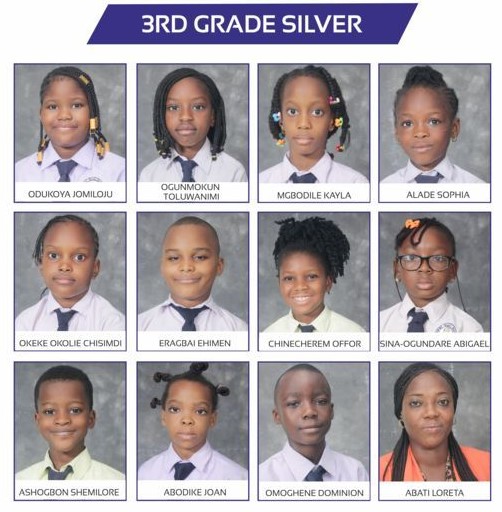 3RD GRADE SILVER
ODUKOYA JOMILOJU
OGUNMOKUN
TOLUWANIMI
MGBODILE KAYLA
ALADE SOPHIA
OKEKE OKOLIE CHISIMDI
ERAGBAI EHIMEN
CHINECHEREM OFFOR
SINA-OGUNDARE ABIGAEL
ASHOGBON SHEMILORE
ABODIKE JOAN
OMOGHENE DOMINION
ABATI LORETA